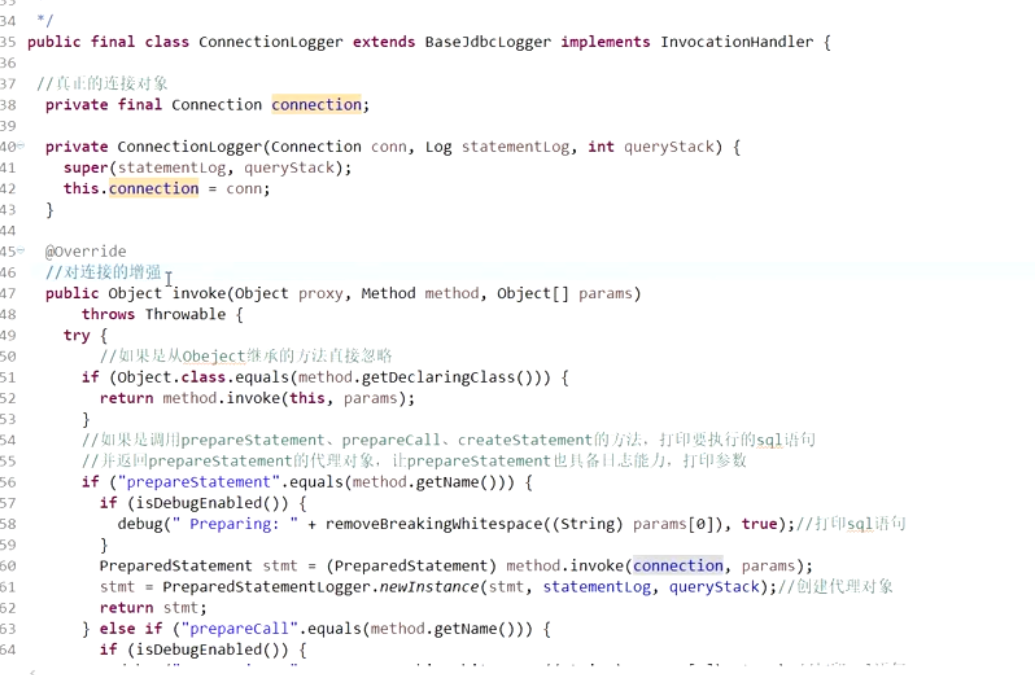 34 */
35 public final class ConnectionLogger extends BaseJdbcLogger implements InvocationHandler {
36
37 //真正的连接对象
38 private final Connection connection;
39
40 private ConnectionLogger(Connection conn, Log statementLog, int queryStack) {
41 super(statementLog, queryStack);
42 this.connection = conn;
43 }
44
45 @Override
46 //对连接的增强
47 public Object invoke(Object proxy, Method method, Object[] params)
48 throws Throwable {
49 try {
50 //如果是从Obeject继承的方法直接忽略
51 if (Object.class.equals(method.getDeclaringClass())) {
52 return method.invoke(this, params);
53 }
54 //如果是调用prepareStatement、prepareCall、createStatement的方法，打印要执行的sql语句
55 //并返回prepareStatement的代理对象，让prepareStatement也具备日志能力，打印参数
56 if ("prepareStatement".equals(method.getName())) {
57 if (isDebugEnabled()) {
58 debug(" Preparing: " + removeBreakingWhitespace((String) params[0]), true);//打印sql语句
59 }
60 PreparedStatement stmt = (PreparedStatement) method.invoke(connection, params);
61 stmt = PreparedStatementLogger.newInstance(stmt, statementLog, queryStack);//创建代理对象
62 return stmt;
63 } else if ("prepareCall".equals(method.getName())) {
64 if (isDebugEnabled()) {